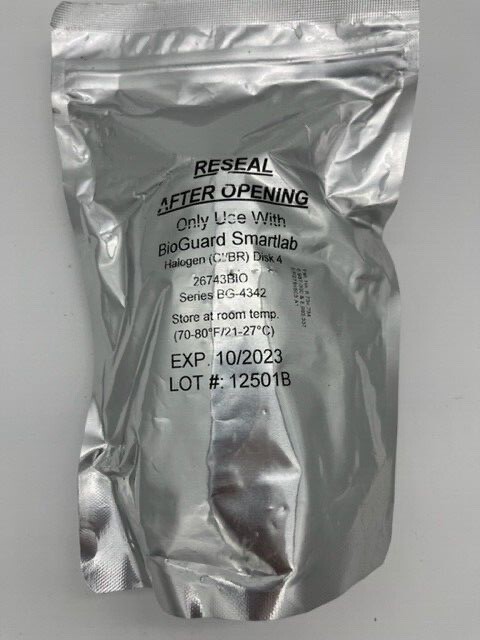 RESEAL
AFTER OPENING
Only Use With
BioGuard Smartlab
Halogen (Cl/BR) Disk 4
26743BIO
Series BG-4342
Store at room temp.
(70-80°F/21-27°C)
EXP. 10/2023
LOT #: 12501B